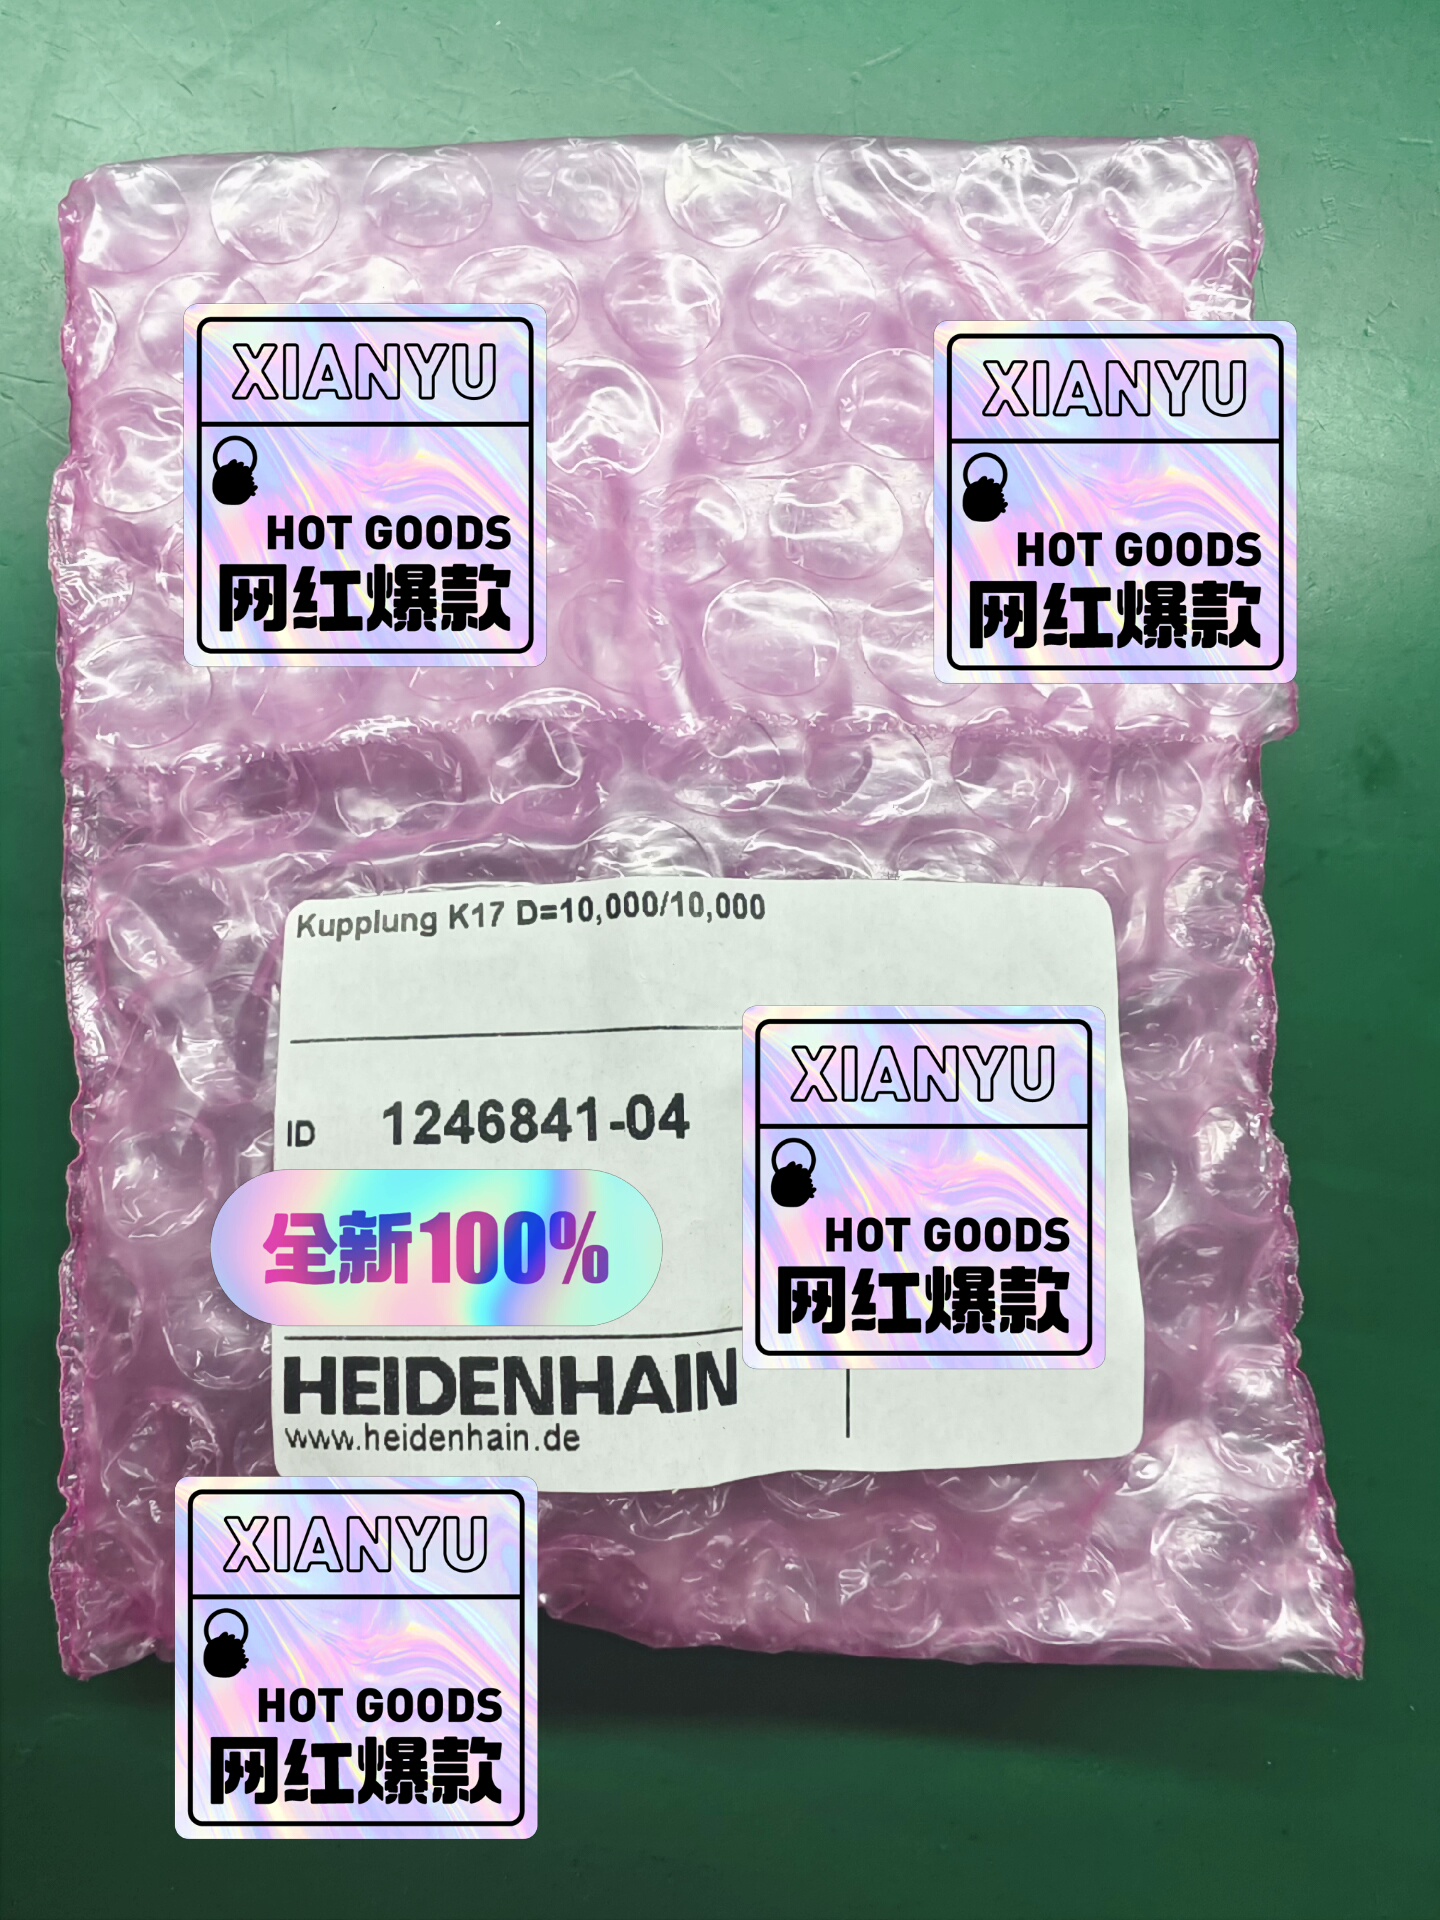 XIANYU
HOT GOODS
网红爆款
XIANYU
HOT GOODS
网红爆款
Kupplung K17 D=10,000/10,000
ID 1246841-04
XIANYU
HOT GOODS
网红爆款
全新100%
HEIDENHAIN
www.heidenhain.de
XIANYU
HOT GOODS
网红爆款